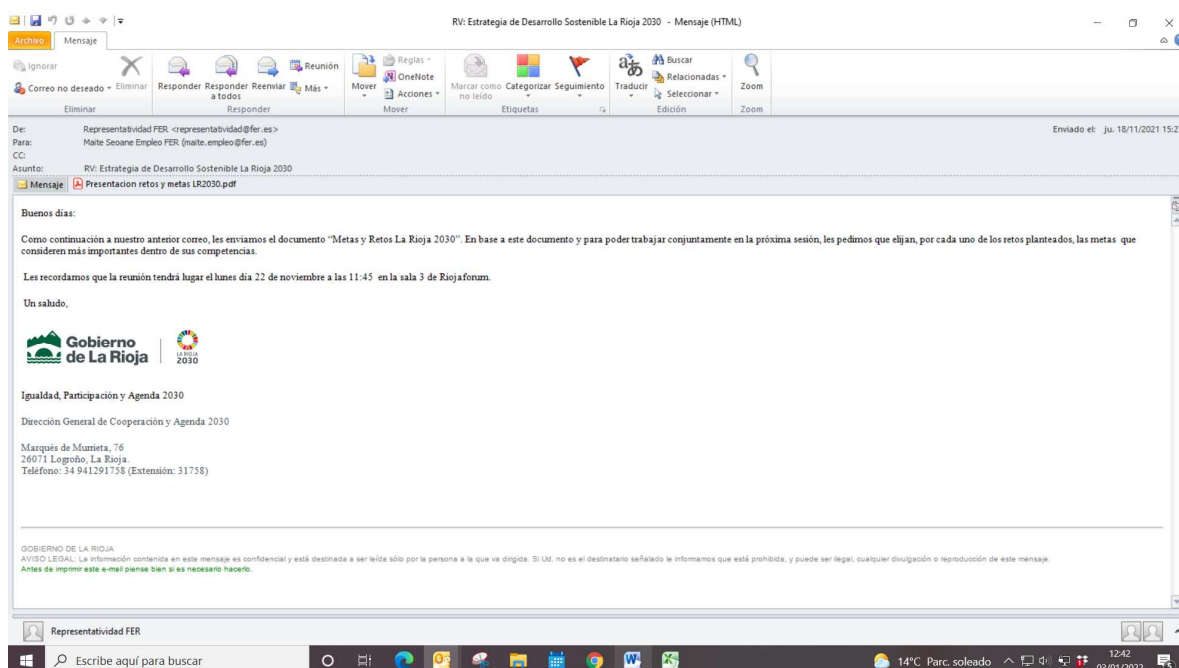 RV: Estrategia de Desarrollo Sostenible La Rioja 2030 - Mensaje (HTML)
Archivo Mensaje
Ignorar
Correo no deseado
Eliminar
Responder
Responder a todos
Reenviar
Reunión
Más
Mover
Reglas
OneNote
Acciones
Marcar como no leído
Categorizar
Seguimiento
Traducir
Buscar
Relacionadas
Seleccionar
Zoom
Eliminar Responder Mover Etiquetas Edición Zoom
De: Representatividad FER <representatividad@fer.es> Enviado el: ju. 18/11/2021 15:2
Para: Maite Seoane Empleo FER (maite.empleo@fer.es)
CC:
Asunto: RV: Estrategia de Desarrollo Sostenible La Rioja 2030
Mensaje Presentacion retos y metas LR2030.pdf
Buenos días:
Como continuación a nuestro anterior correo, les enviamos el documento “Metas y Retos La Rioja 2030”. En base a este documento y para poder trabajar conjuntamente en la próxima sesión, les pedimos que elijan, por cada uno de los retos planteados, las metas que
consideren más importantes dentro de sus competencias.
Les recordamos que la reunión tendrá lugar el lunes día 22 de noviembre a las 11:45 en la sala 3 de Riojaforum.
Un saludo,
Gobierno
de La Rioja
LA RIOJA
2030
Igualdad, Participación y Agenda 2030
Dirección General de Cooperación y Agenda 2030
Marqués de Murrieta, 76
26071 Logroño, La Rioja.
Teléfono: 34 941291758 (Extensión: 31758)
GOBIERNO DE LA RIOJA
AVISO LEGAL: La información contenida en este mensaje es confidencial y está destinada a ser leída sólo por la persona a la que va dirigida. Si Ud. no es el destinatario señalado le informamos que está prohibida, y puede ser ilegal, cualquier divulgación o reproducción de este mensaje.
Antes de imprimir este e-mail piense bien si es necesario hacerlo.
Representatividad FER
Escribe aquí para buscar
14°C Parc. soleado
12:42
03/01/2022